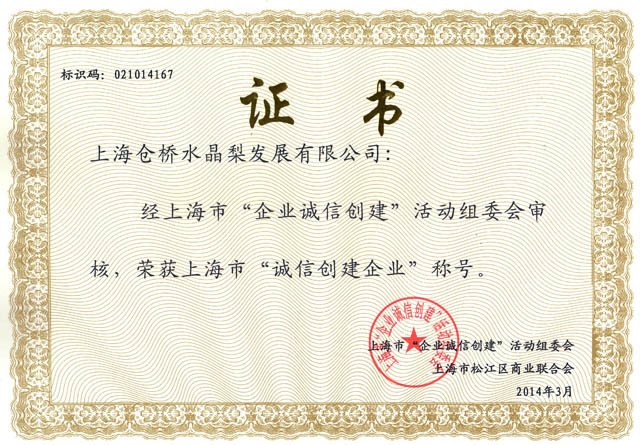 标识码：021014167
证 书
上海仓桥水晶梨发展有限公司：
经上海市“企业诚信创建”活动组委会审
核，荣获上海市“诚信创建企业”称号。
上海市“企业诚信创建”活动组委会
上海市“企业诚信创建”活动组委会
上海市松江区商业联合会
2014年3月